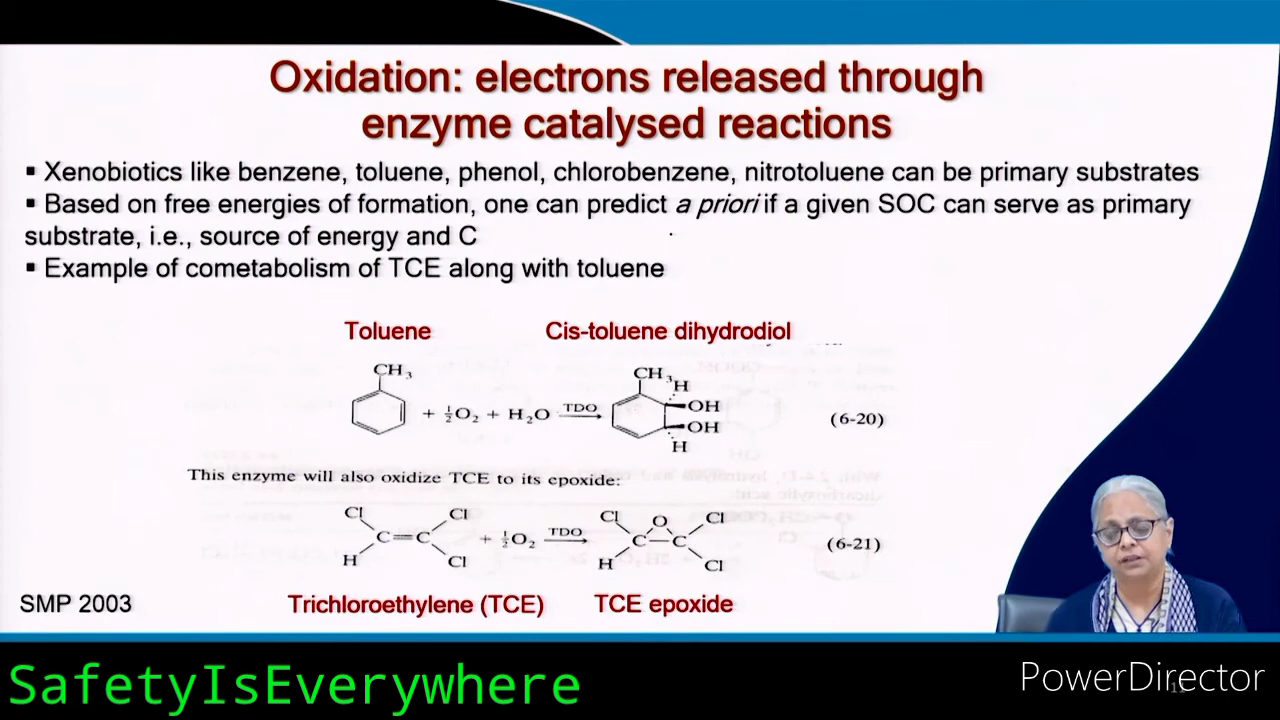 Oxidation: electrons released through
enzyme catalysed reactions
▪ Xenobiotics like benzene, toluene, phenol, chlorobenzene, nitrotoluene can be primary substrates
▪ Based on free energies of formation, one can predict a priori if a given SOC can serve as primary
substrate, i.e., source of energy and C
▪ Example of cometabolism of TCE along with toluene
Toluene Cis-toluene dihydrodiol
CH₃ CH₃ H
+ ½O₂ + H₂O TDO OH (6-20)
OH
H
This enzyme will also oxidize TCE to its epoxide:
Cl Cl Cl O Cl
C=C + ½O₂ TDO C—C (6-21)
H Cl H Cl
SMP 2003 Trichloroethylene (TCE) TCE epoxide
SafetyIsEverywhere
PowerDirector